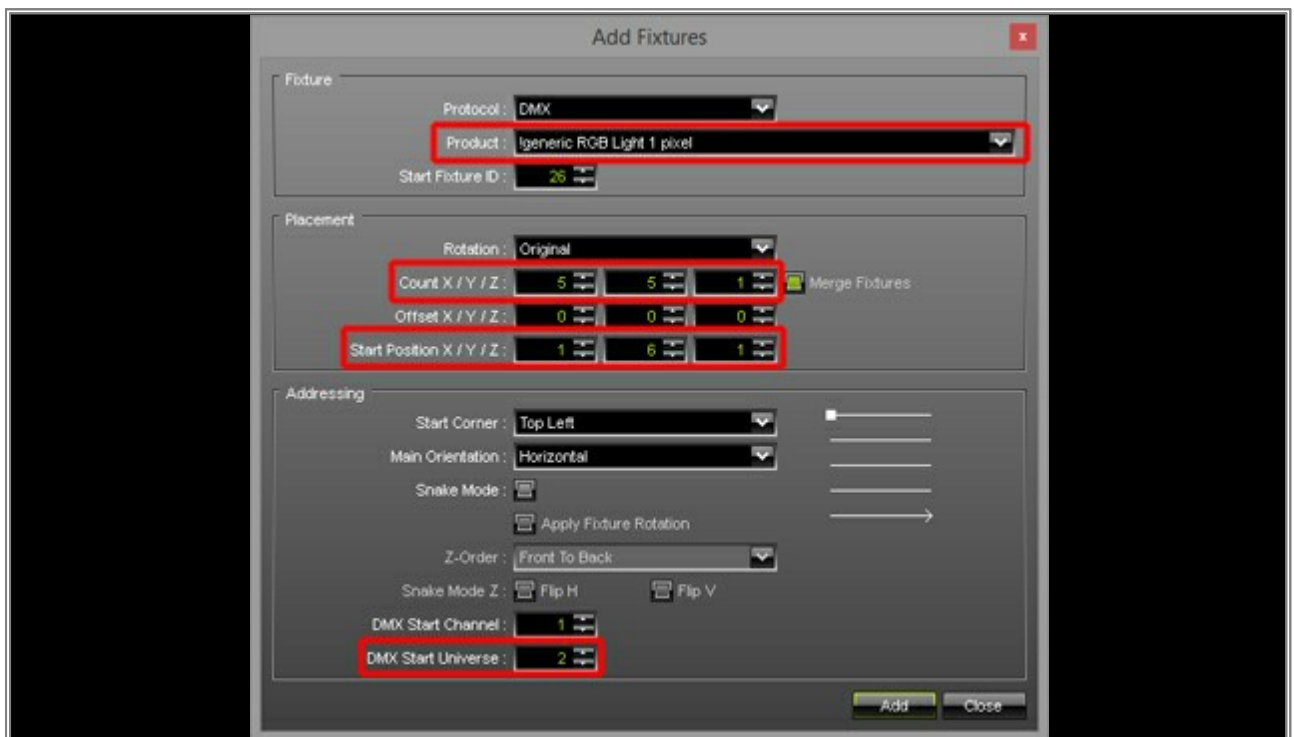 Add Fixtures
x
Fixture
Protocol : DMX
Product : !generic RGB Light 1 pixel
Start Fixture ID : 26
Placement
Rotation : Original
Count X / Y / Z : 5 5 1 Merge Fixtures
Offset X / Y / Z : 0 0 0
Start Position X / Y / Z : 1 6 1
Addressing
Start Corner : Top Left
Main Orientation : Horizontal
Snake Mode :
Apply Fixture Rotation
Z-Order : Front To Back
Snake Mode Z : Flip H Flip V
DMX Start Channel : 1
DMX Start Universe : 2
Add Close